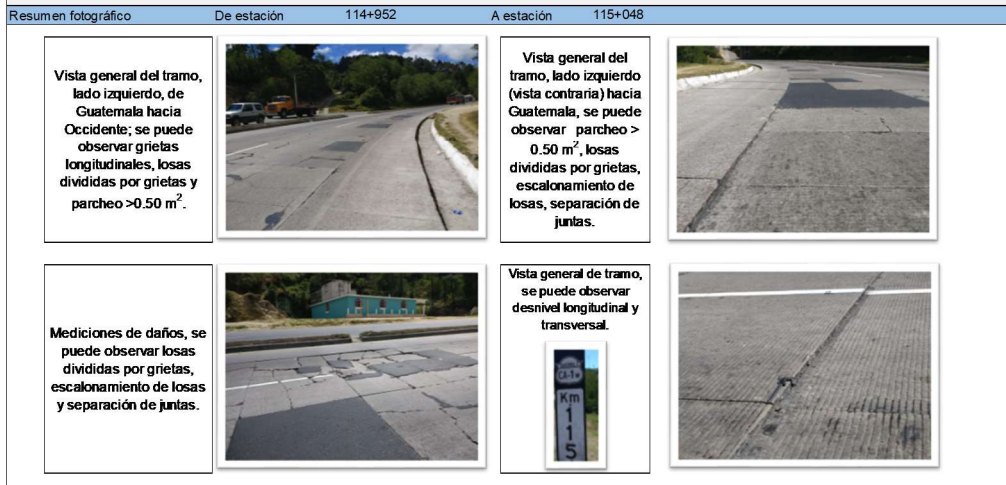 Resumen fotográfico De estación 114+952 A estación 115+048
Vista general del tramo,
lado izquierdo, de
Guatemala hacia
Occidente; se puede
observar grietas
longitudinales, losas
divididas por grietas y
parcheo >0.50 m².
Vista general del
tramo, lado izquierdo
(vista contraria) hacia
Guatemala, se puede
observar parcheo >
0.50 m², losas
divididas por grietas,
escalonamiento de
losas, separación de
juntas.
Mediciones de daños, se
puede observar losas
divididas por grietas,
escalonamiento de losas
y separación de juntas.
Vista general de tramo,
se puede observar
desnivel longitudinal y
transversal.
CA-1
Km
1
1
5